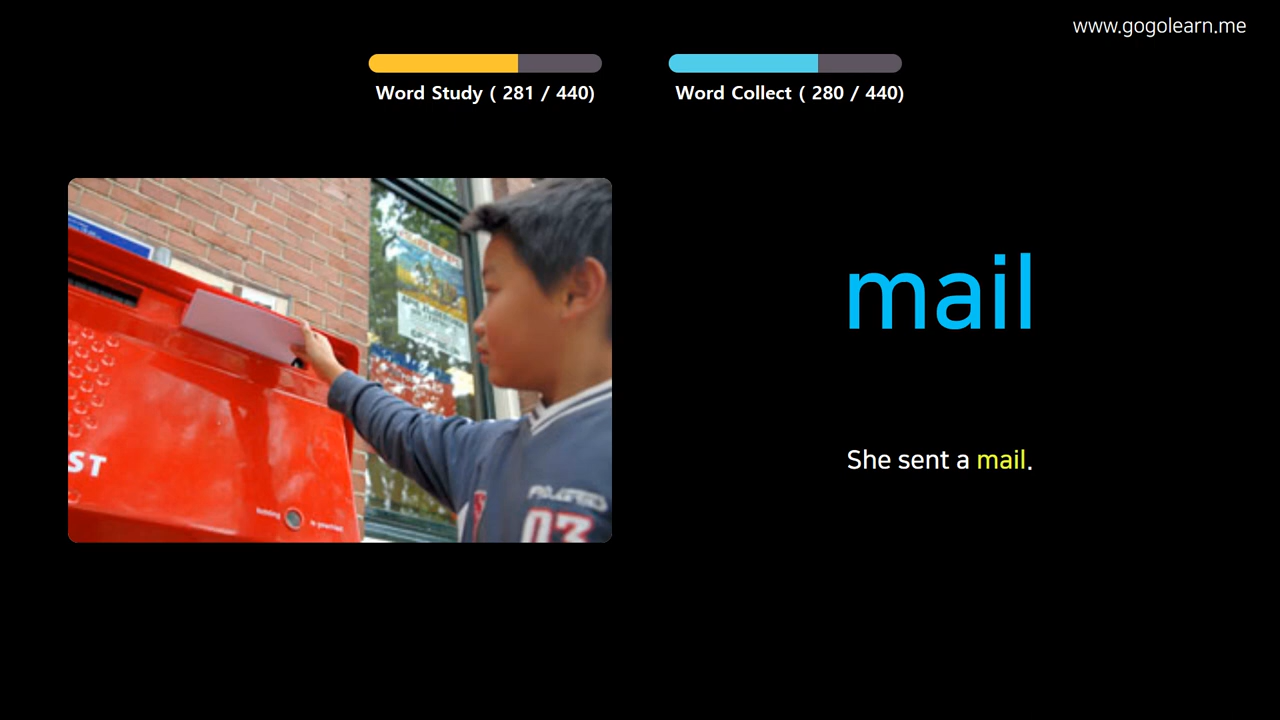 www.gogolearn.me
Word Study ( 281 / 440)
Word Collect ( 280 / 440)
ST
03
mail
She sent a mail.